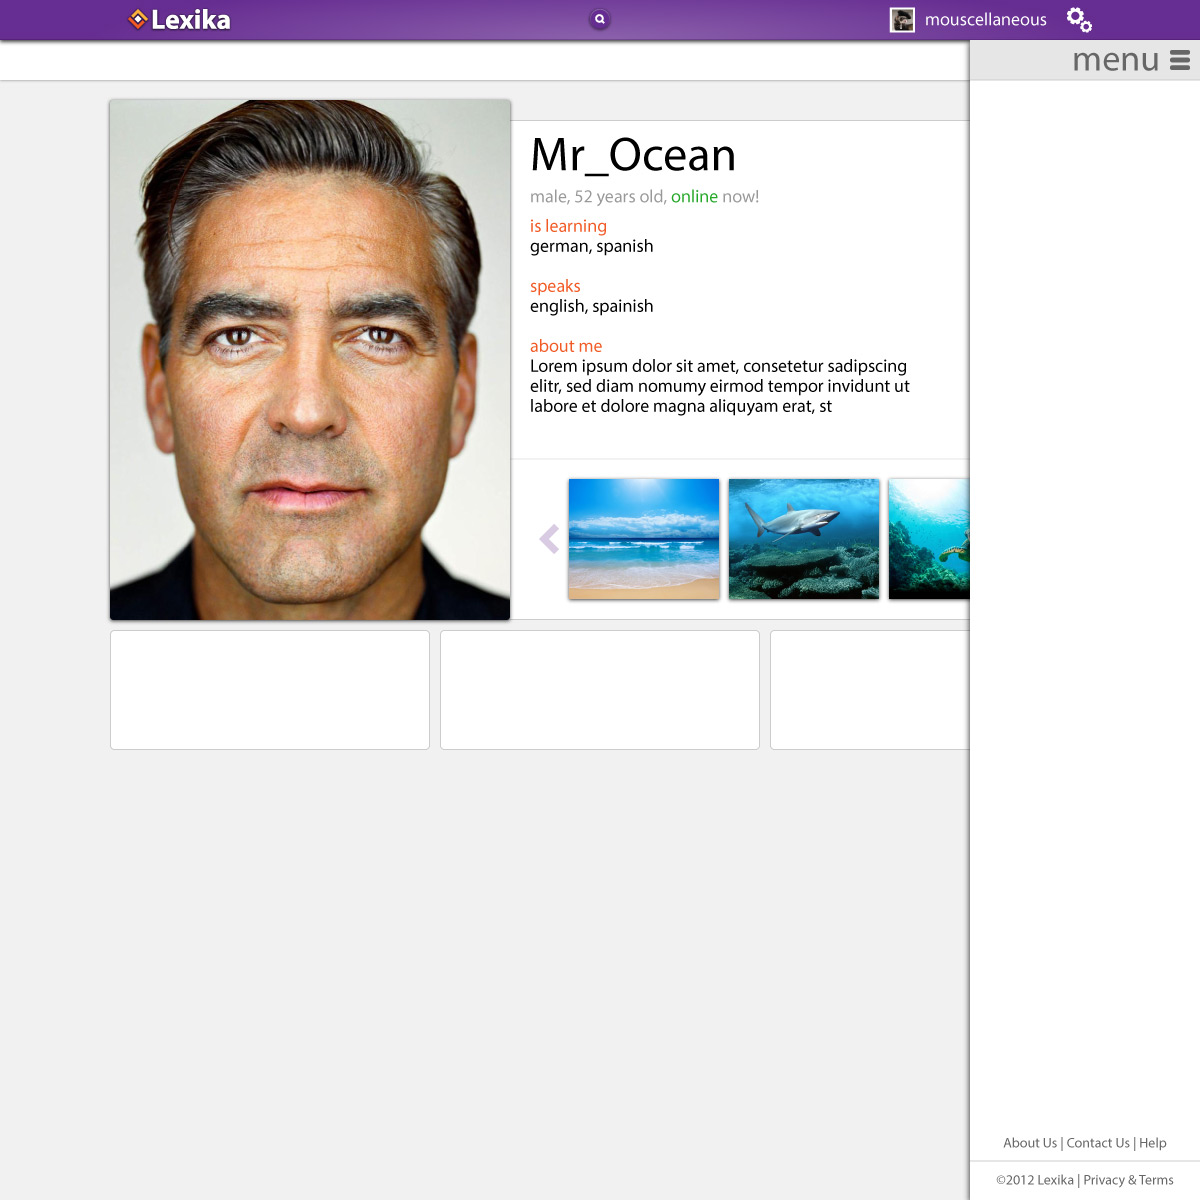 Lexika
mouscellaneous
menu
Mr_Ocean
male, 52 years old, online now!
is learning
german, spanish
speaks
english, spainish
about me
Lorem ipsum dolor sit amet, consetetur sadipscing
elitr, sed diam nomumy eirmod tempor invidunt ut
labore et dolore magna aliquyam erat, st
About Us | Contact Us | Help
©2012 Lexika | Privacy & Terms